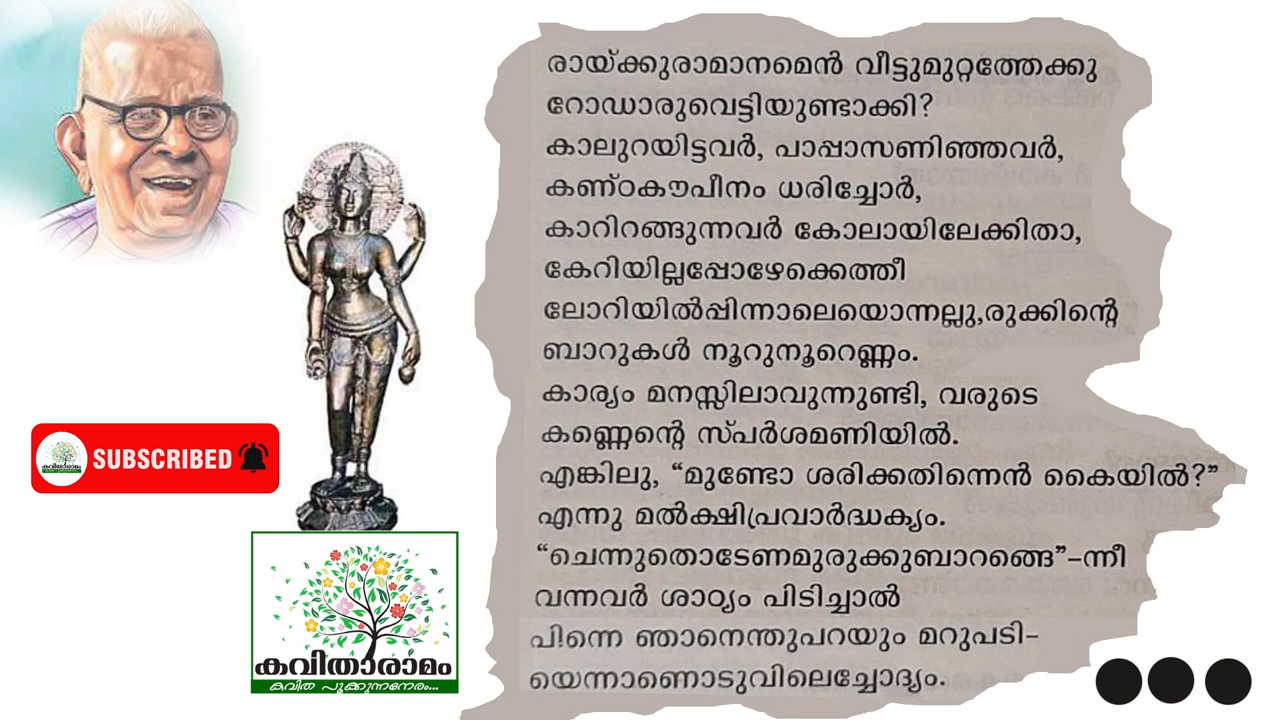 രായ്ക്കുരാമാനമെൻ വീട്ടുമുറ്റത്തേക്കു
റോഡാരുവെട്ടിയുണ്ടാക്കി?
കാലുറയിട്ടവർ, പാപ്പാസണിഞ്ഞവർ,
കണ്ഠകൗപീനം ധരിച്ചോർ,
കാറിറങ്ങുന്നവർ കോലായിലേക്കിതാ,
കേറിയില്ലപ്പോഴേക്കെത്തീ
ലോറിയിൽപ്പിന്നാലെയൊന്നല്ലു,രുക്കിന്റെ
ബാറുകൾ നൂറുനൂറെണ്ണം.
കാര്യം മനസ്സിലാവുന്നുണ്ടി, വരുടെ
കണ്ണെന്റെ സ്പർശമണിയിൽ.
എങ്കിലു, “മുണ്ടോ ശരിക്കതിന്നെൻ കൈയിൽ?”
എന്നു മൽക്ഷിപ്രവാർദ്ധക്യം.
“ചെന്നുതൊടേണമുരുക്കുബാറങ്ങെ”–ന്നീ
വന്നവർ ശാഠ്യം പിടിച്ചാൽ
പിന്നെ ഞാനെന്തുപറയും മറുപടി–
യെന്നാണൊടുവിലെച്ചോദ്യം.
കവിതാരാമം SUBSCRIBED
കവിതാരാമം
കവിത പൂക്കുന്നനേരം...